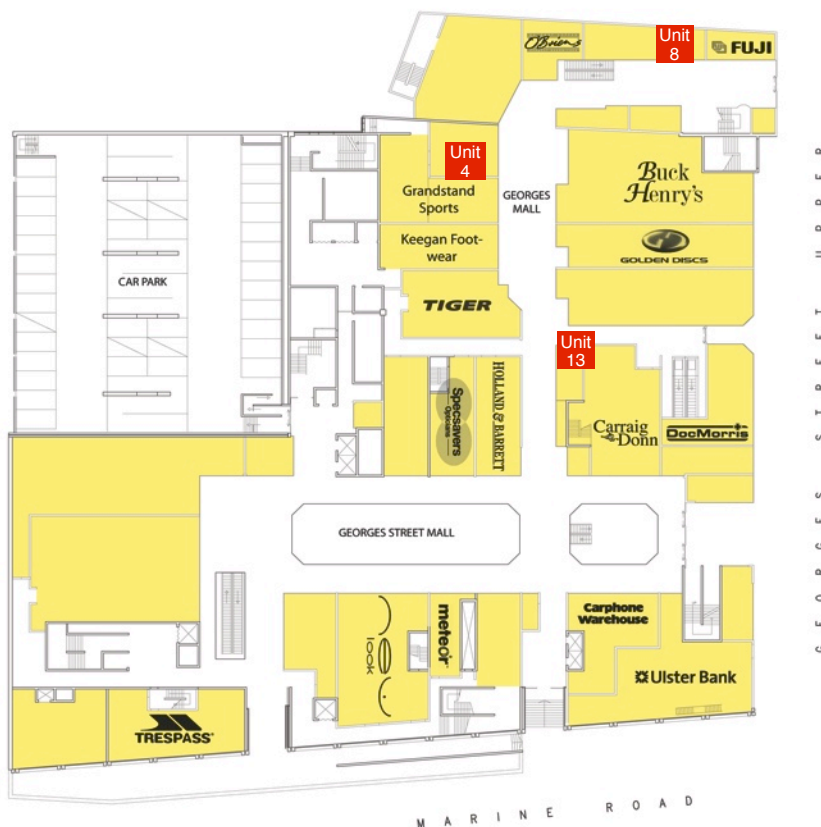 O'Briens
Unit
8
FUJI
Unit
4
Grandstand
Sports
GEORGES
MALL
Buck
Henry's
Keegan Foot-
wear
GOLDEN DISCS
CAR PARK
TIGER
Unit
13
HOLLAND & BARRETT
Specsavers
Opticians
Carraig
Donn
DocMorris
GEORGES STREET MALL
GEORGES STREET UPPER
new
look
meteor
Carphone
Warehouse
Ulster Bank
TRESPASS
MARINE ROAD